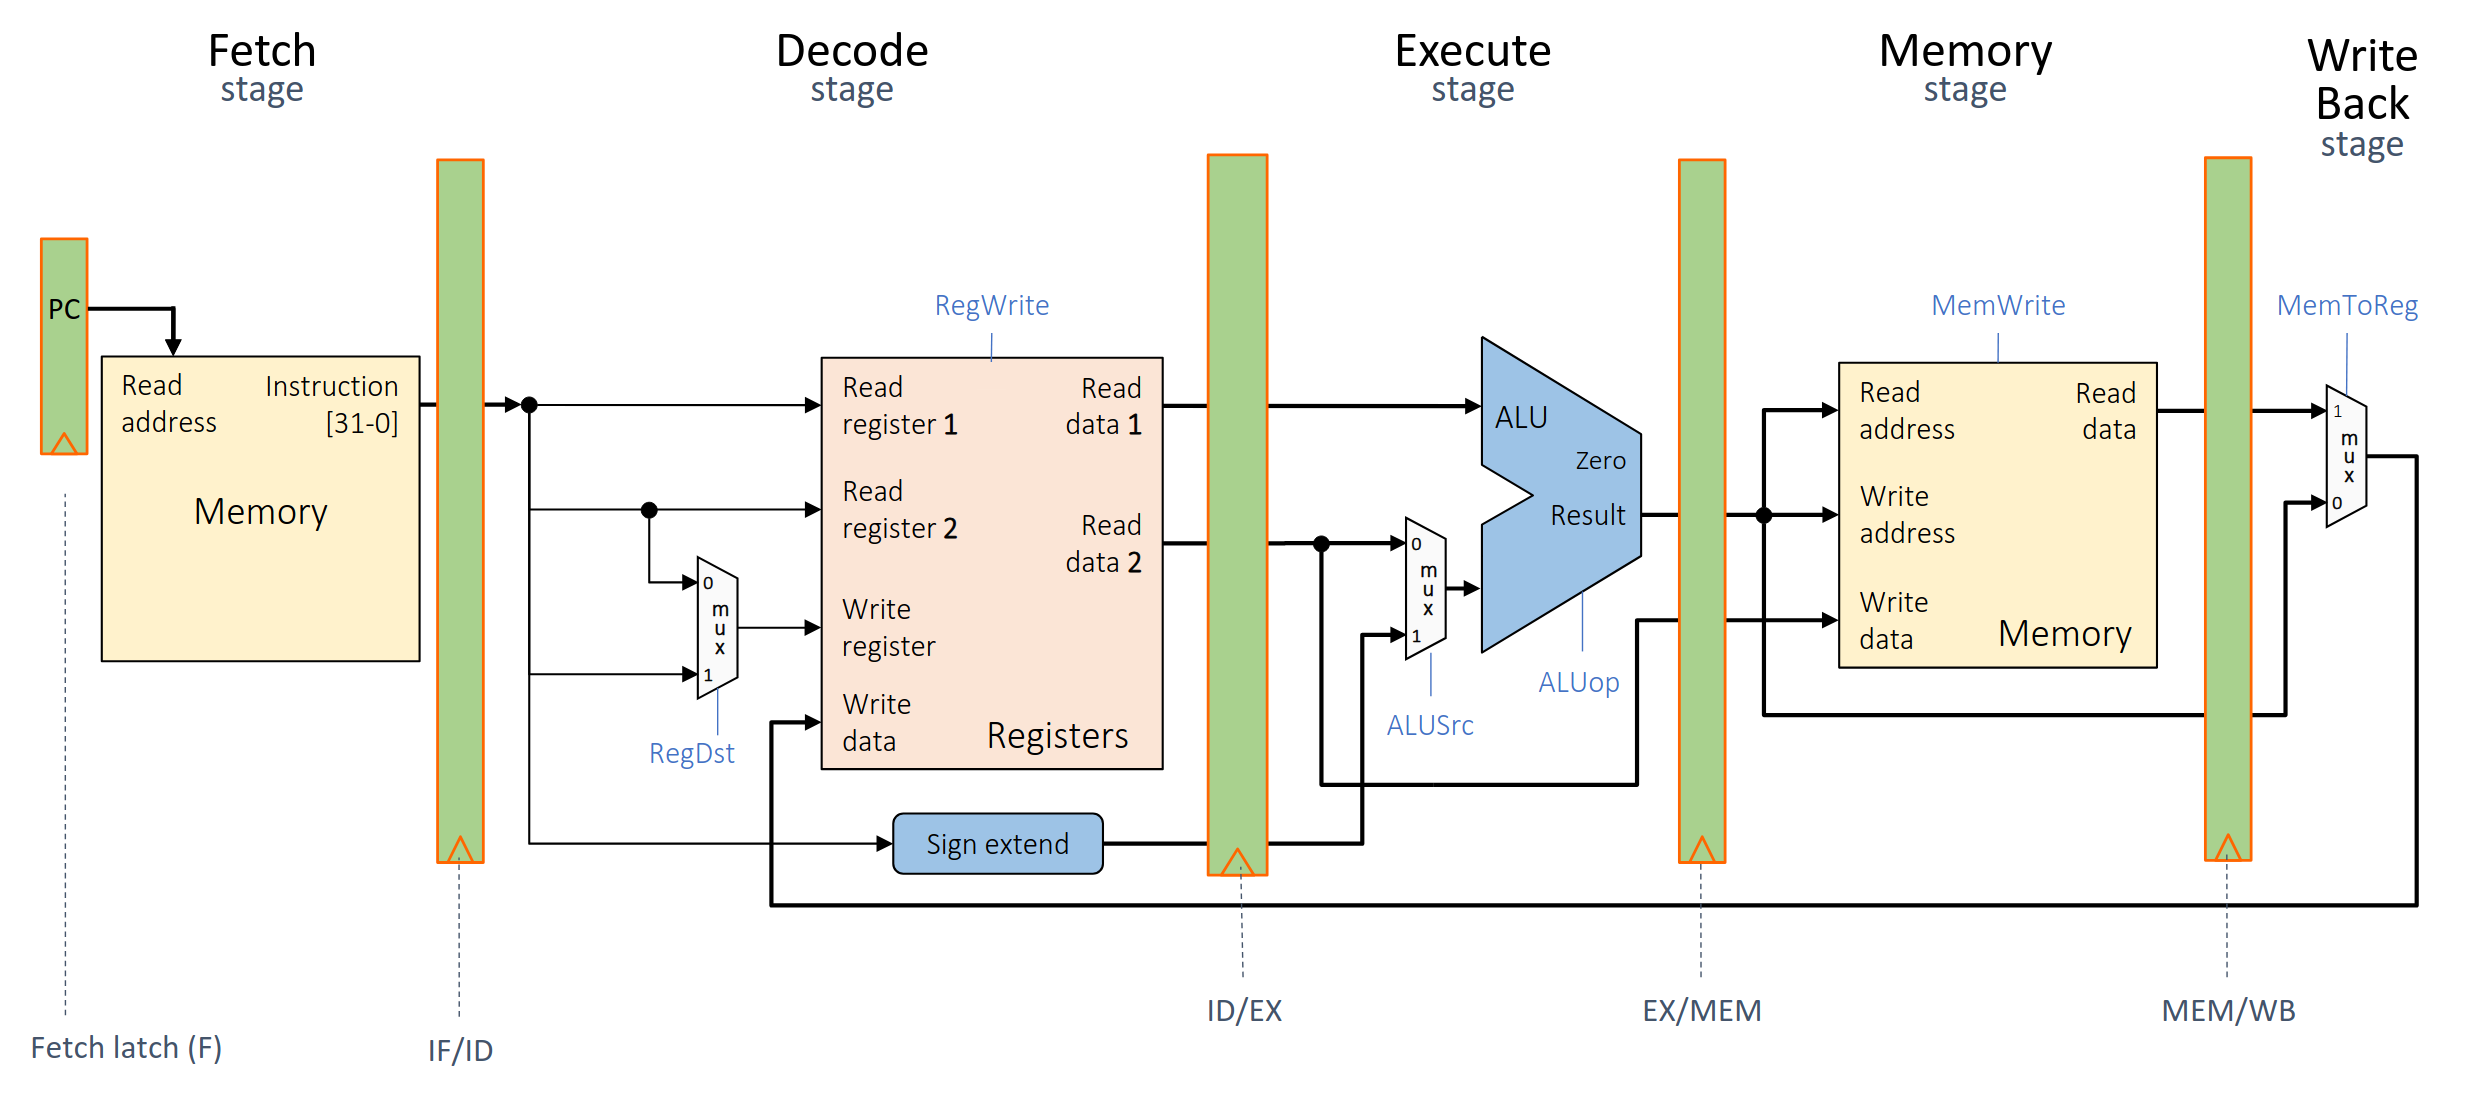 Fetch
stage
Decode
stage
Execute
stage
Memory
stage
Write
Back
stage
PC
Read
address
Instruction
[31-0]
Memory
RegWrite
Read
register 1
Read
data 1
Read
register 2
Read
data 2
Write
register
Write
data
Registers
0
m
u
x
1
RegDst
Sign extend
ALU
Zero
Result
0
m
u
x
1
ALUSrc
ALUop
MemWrite
Read
address
Read
data
Write
address
Write
data
Memory
MemToReg
1
m
u
x
0
Fetch latch (F)
IF/ID
ID/EX
EX/MEM
MEM/WB